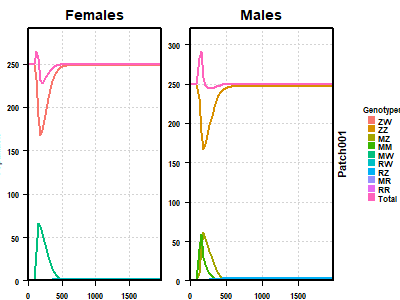 Females Males
300
250 250
200 200
150 150
100 100
50 50
0 0
0 500 1000 1500 0 500 1000 1500
Patch001
Genotypes
ZW
ZZ
MZ
MM
MW
RW
RZ
MR
RR
Total